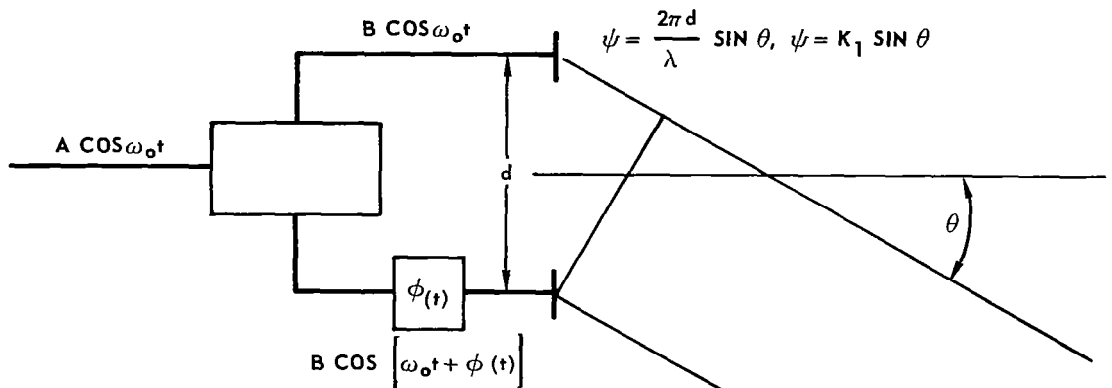 B COSω₀t
ψ = 2πd/λ SIN θ, ψ = K₁ SIN θ
A COSω₀t
d
θ
ϕ(t)
B COS [ω₀t + ϕ (t)]